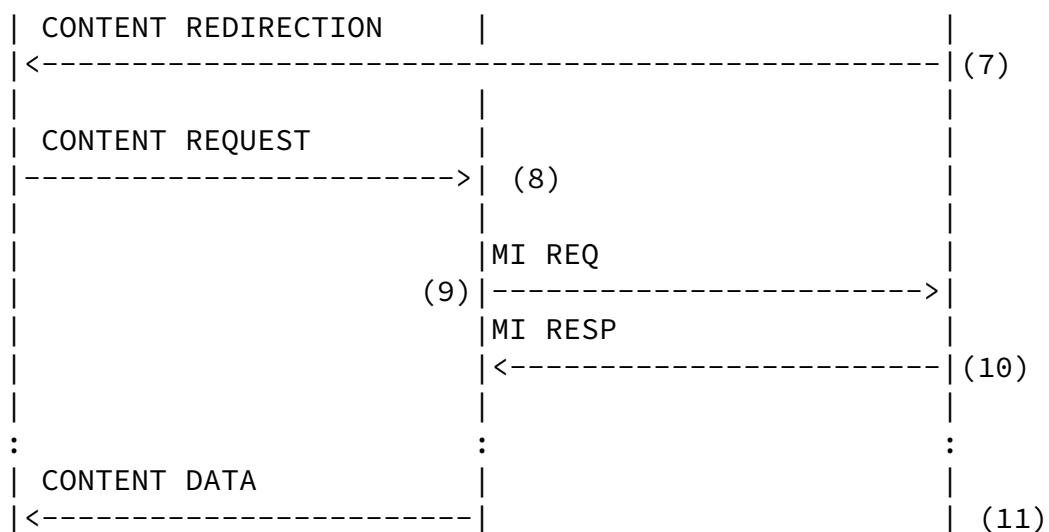 CONTENT REDIRECTION
(7)
CONTENT REQUEST
(8)
MI REQ
(9)
MI RESP
(10)
CONTENT DATA
(11)